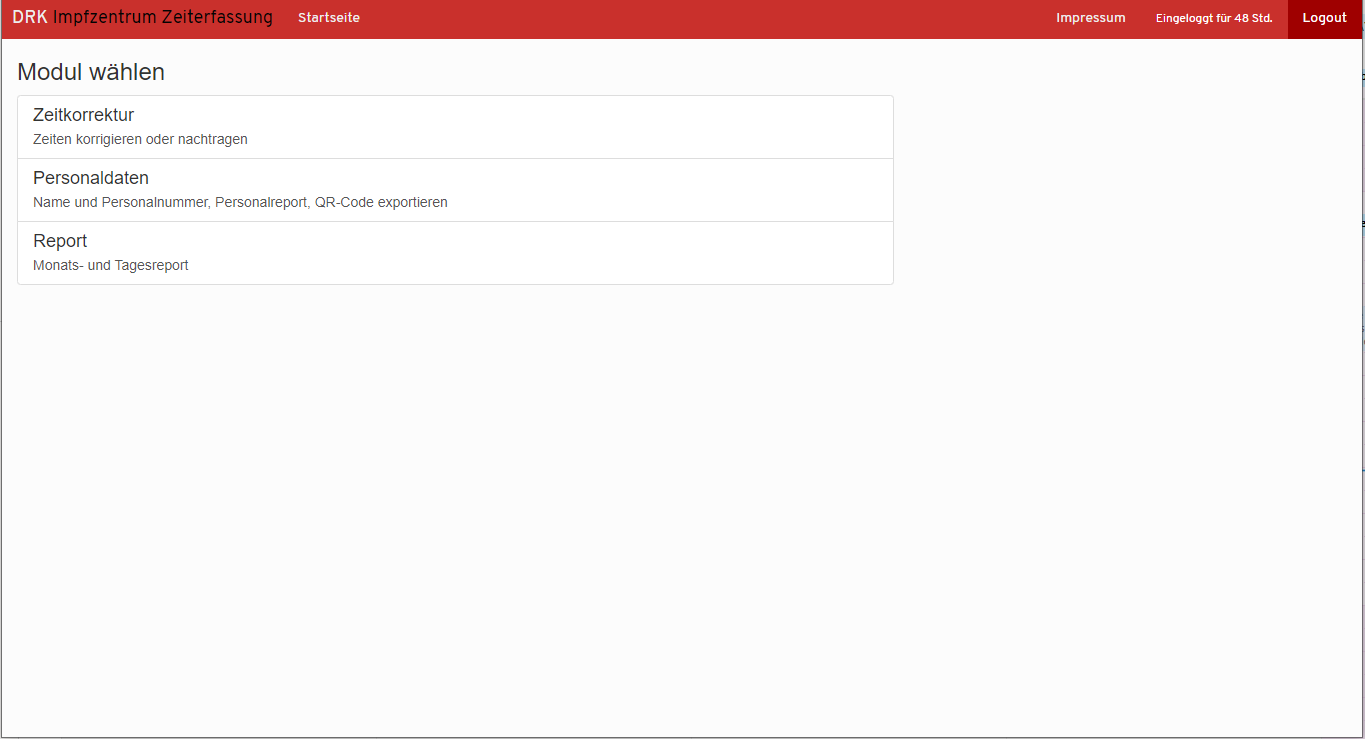 DRK Impfzentrum Zeiterfassung Startseite Impressum Eingeloggt für 48 Std. Logout
Modul wählen
Zeitkorrektur
Zeiten korrigieren oder nachtragen
Personaldaten
Name und Personalnummer, Personalreport, QR-Code exportieren
Report
Monats- und Tagesreport